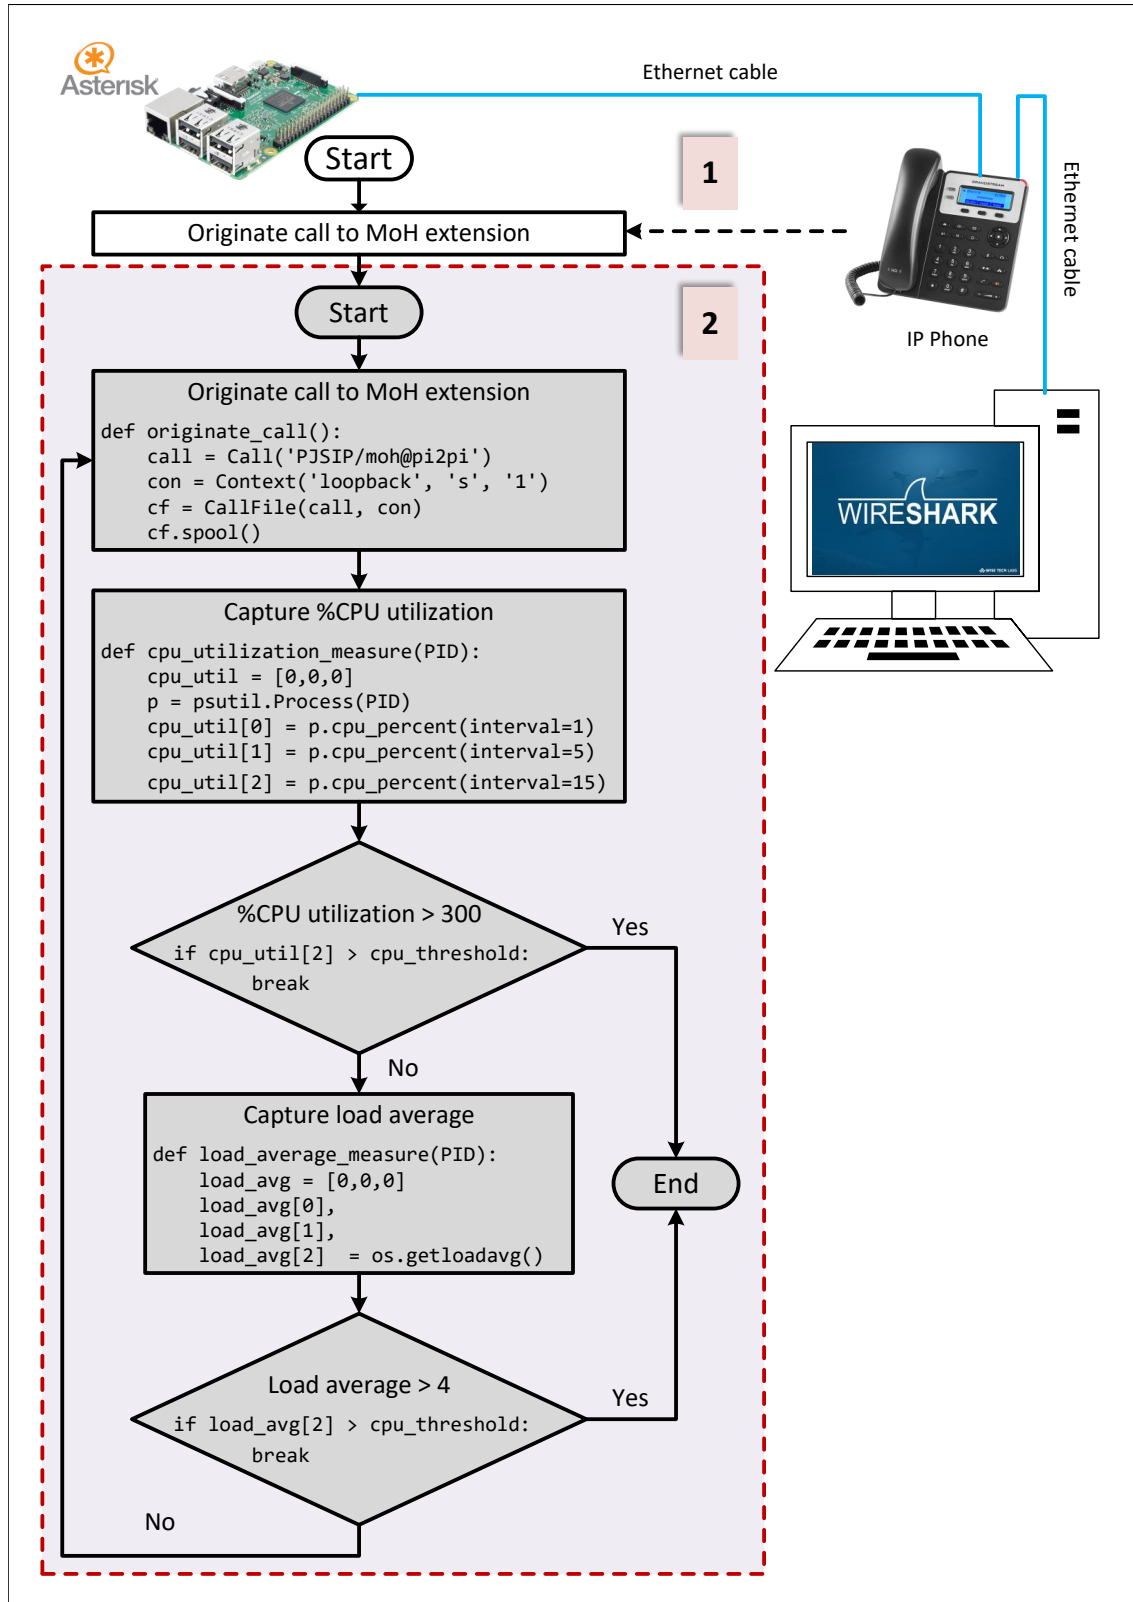 Asterisk
Ethernet cable
Start
1
Originate call to MoH extension
Ethernet cable
GRANDSTREAM
IP Phone
Start
2
Originate call to MoH extension
def originate_call():
call = Call('PJSIP/moh@pi2pi')
con = Context('loopback', 's', '1')
cf = CallFile(call, con)
cf.spool()
WIRESHARK
WISE TECH LABS
Capture %CPU utilization
def cpu_utilization_measure(PID):
cpu_util = [0,0,0]
p = psutil.Process(PID)
cpu_util[0] = p.cpu_percent(interval=1)
cpu_util[1] = p.cpu_percent(interval=5)
cpu_util[2] = p.cpu_percent(interval=15)
%CPU utilization > 300
if cpu_util[2] > cpu_threshold:
break
Yes
No
Capture load average
def load_average_measure(PID):
load_avg = [0,0,0]
load_avg[0],
load_avg[1],
load_avg[2] = os.getloadavg()
End
Load average > 4
if load_avg[2] > cpu_threshold:
break
Yes
No